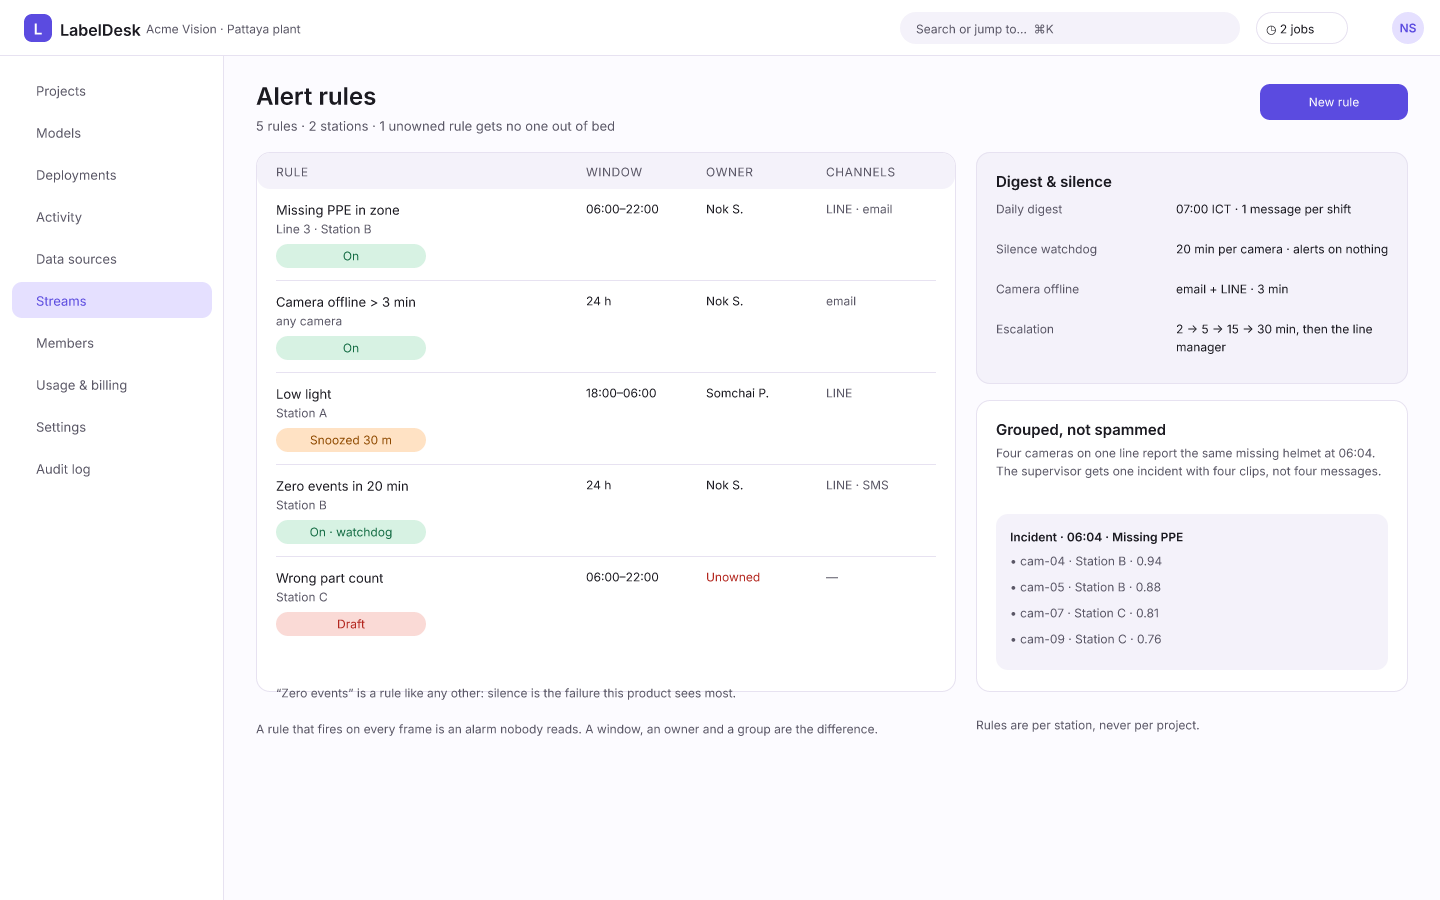 L LabelDesk Acme Vision · Pattaya plant
Search or jump to... ⌘K
◷ 2 jobs
NS
Projects
Models
Deployments
Activity
Data sources
Streams
Members
Usage & billing
Settings
Audit log
Alert rules
5 rules · 2 stations · 1 unowned rule gets no one out of bed
New rule
RULE WINDOW OWNER CHANNELS
Missing PPE in zone 06:00–22:00 Nok S. LINE · email
Line 3 · Station B
On
Camera offline > 3 min 24 h Nok S. email
any camera
On
Low light 18:00–06:00 Somchai P. LINE
Station A
Snoozed 30 m
Zero events in 20 min 24 h Nok S. LINE · SMS
Station B
On · watchdog
Wrong part count 06:00–22:00 Unowned —
Station C
Draft
“Zero events” is a rule like any other: silence is the failure this product sees most.
A rule that fires on every frame is an alarm nobody reads. A window, an owner and a group are the difference.
Digest & silence
Daily digest 07:00 ICT · 1 message per shift
Silence watchdog 20 min per camera · alerts on nothing
Camera offline email + LINE · 3 min
Escalation 2 → 5 → 15 → 30 min, then the line
manager
Grouped, not spammed
Four cameras on one line report the same missing helmet at 06:04.
The supervisor gets one incident with four clips, not four messages.
Incident · 06:04 · Missing PPE
• cam-04 · Station B · 0.94
• cam-05 · Station B · 0.88
• cam-07 · Station C · 0.81
• cam-09 · Station C · 0.76
Rules are per station, never per project.